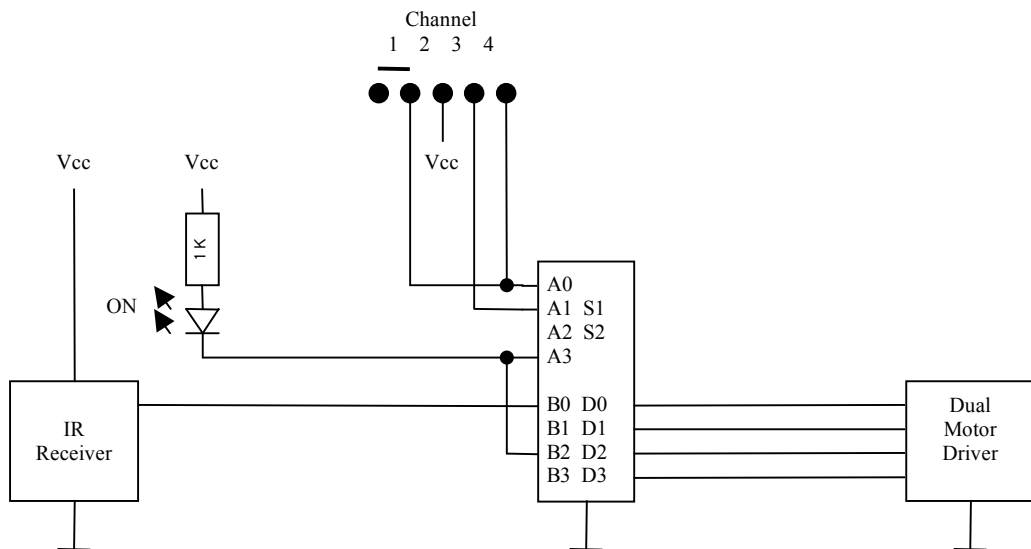 Channel
1 2 3 4
Vcc
Vcc
Vcc
1K
ON
A0
A1 S1
A2 S2
A3
B0 D0
B1 D1
B2 D2
B3 D3
IR
Receiver
Dual
Motor
Driver